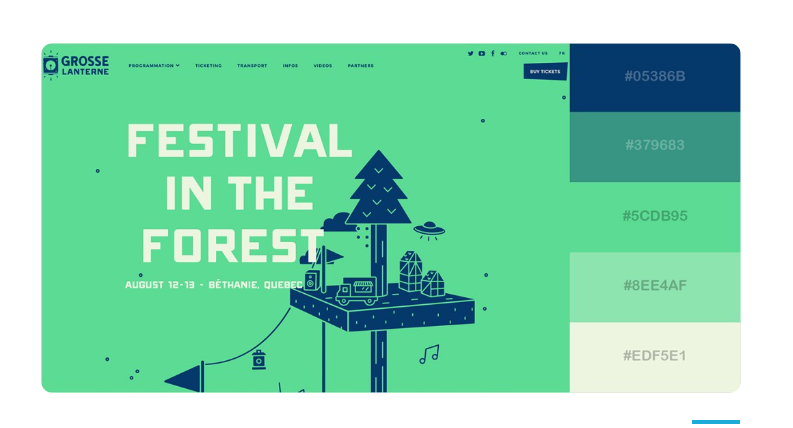 GROSSE
LANTERNE
PROGRAMMATION
TICKETING
TRANSPORT
INFOS
VIDEOS
PARTNERS
CONTACT US
FR
BUY TICKETS
FESTIVAL
IN THE
FOREST
AUGUST 12-13 - BÉTHANIE, QUEBEC
#05386B
#379683
#5CDB95
#8EE4AF
#EDF5E1